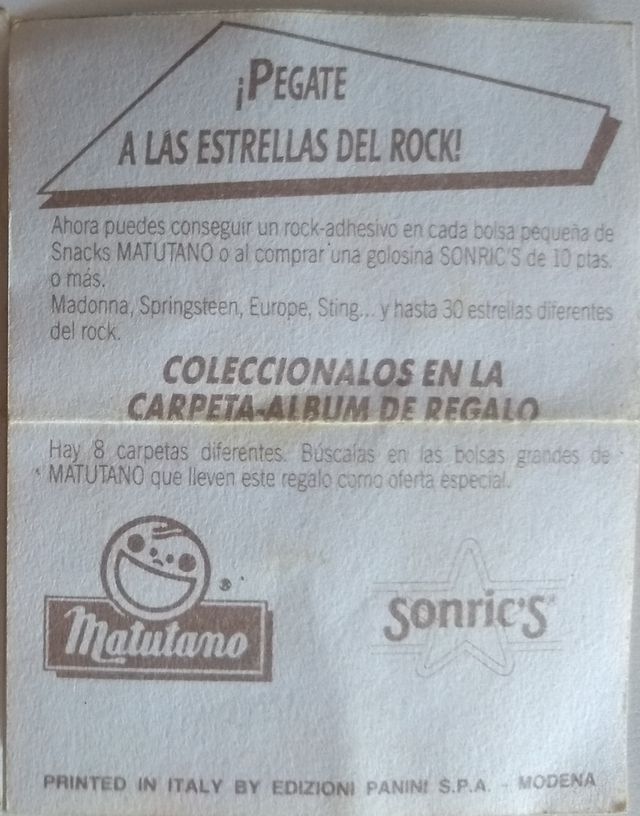 ¡PEGATE
A LAS ESTRELLAS DEL ROCK!
Ahora puedes conseguir un rock-adhesivo en cada bolsa pequeña de
Snacks MATUTANO o al comprar una golosina SONRIC'S de 10 ptas.
o más.
Madonna, Springsteen, Europe, Sting... y hasta 30 estrellas diferentes
del rock.
COLECCIONALOS EN LA
CARPETA-ALBUM DE REGALO
Hay 8 carpetas diferentes. Búscalas en las bolsas grandes de
MATUTANO que lleven este regalo como oferta especial.
Matutano ®
Sonric's
PRINTED IN ITALY BY EDIZIONI PANINI S.P.A. - MODENA